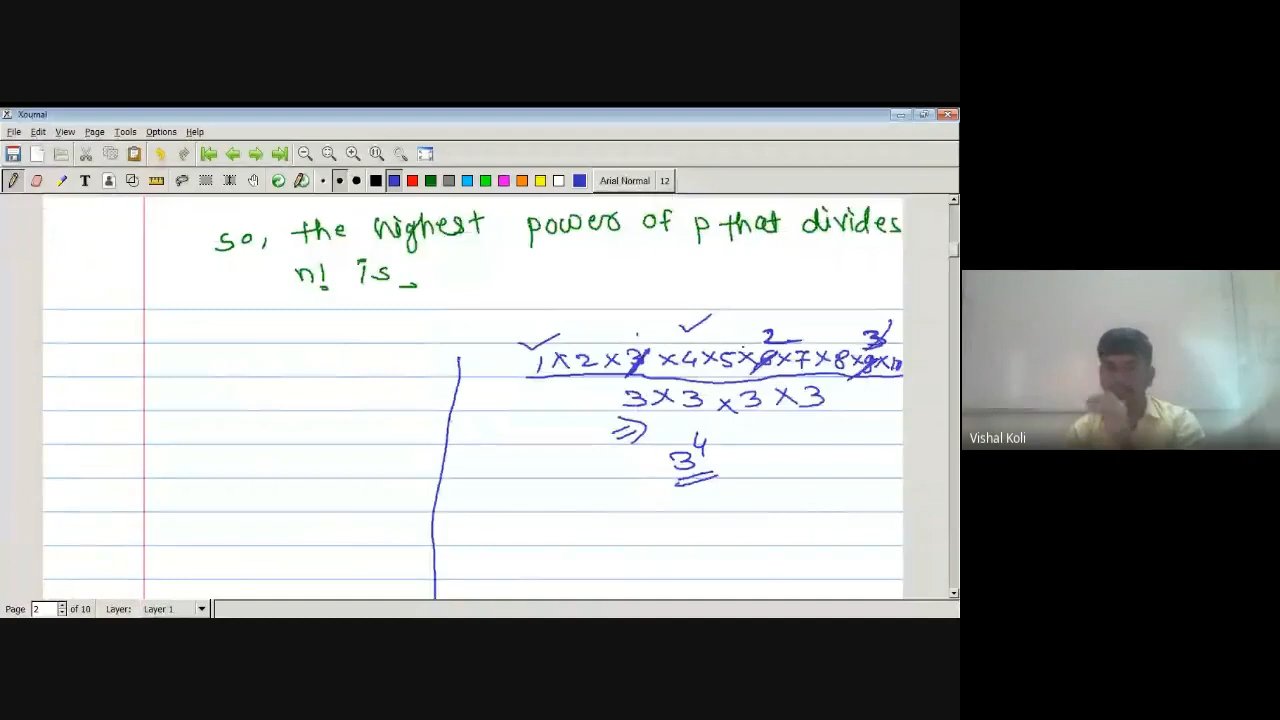 Xournal
File Edit View Page Tools Options Help
Arial Normal 12
so, the highest power of p that divides
n! is
2 3
1 x 2 x 3 x 4 x 5 x 6 x 7 x 8 x 9 x 10
3 x 3 x 3 x 3
⇒
3⁴
Vishal Koli
Page 2 of 10 Layer: Layer 1